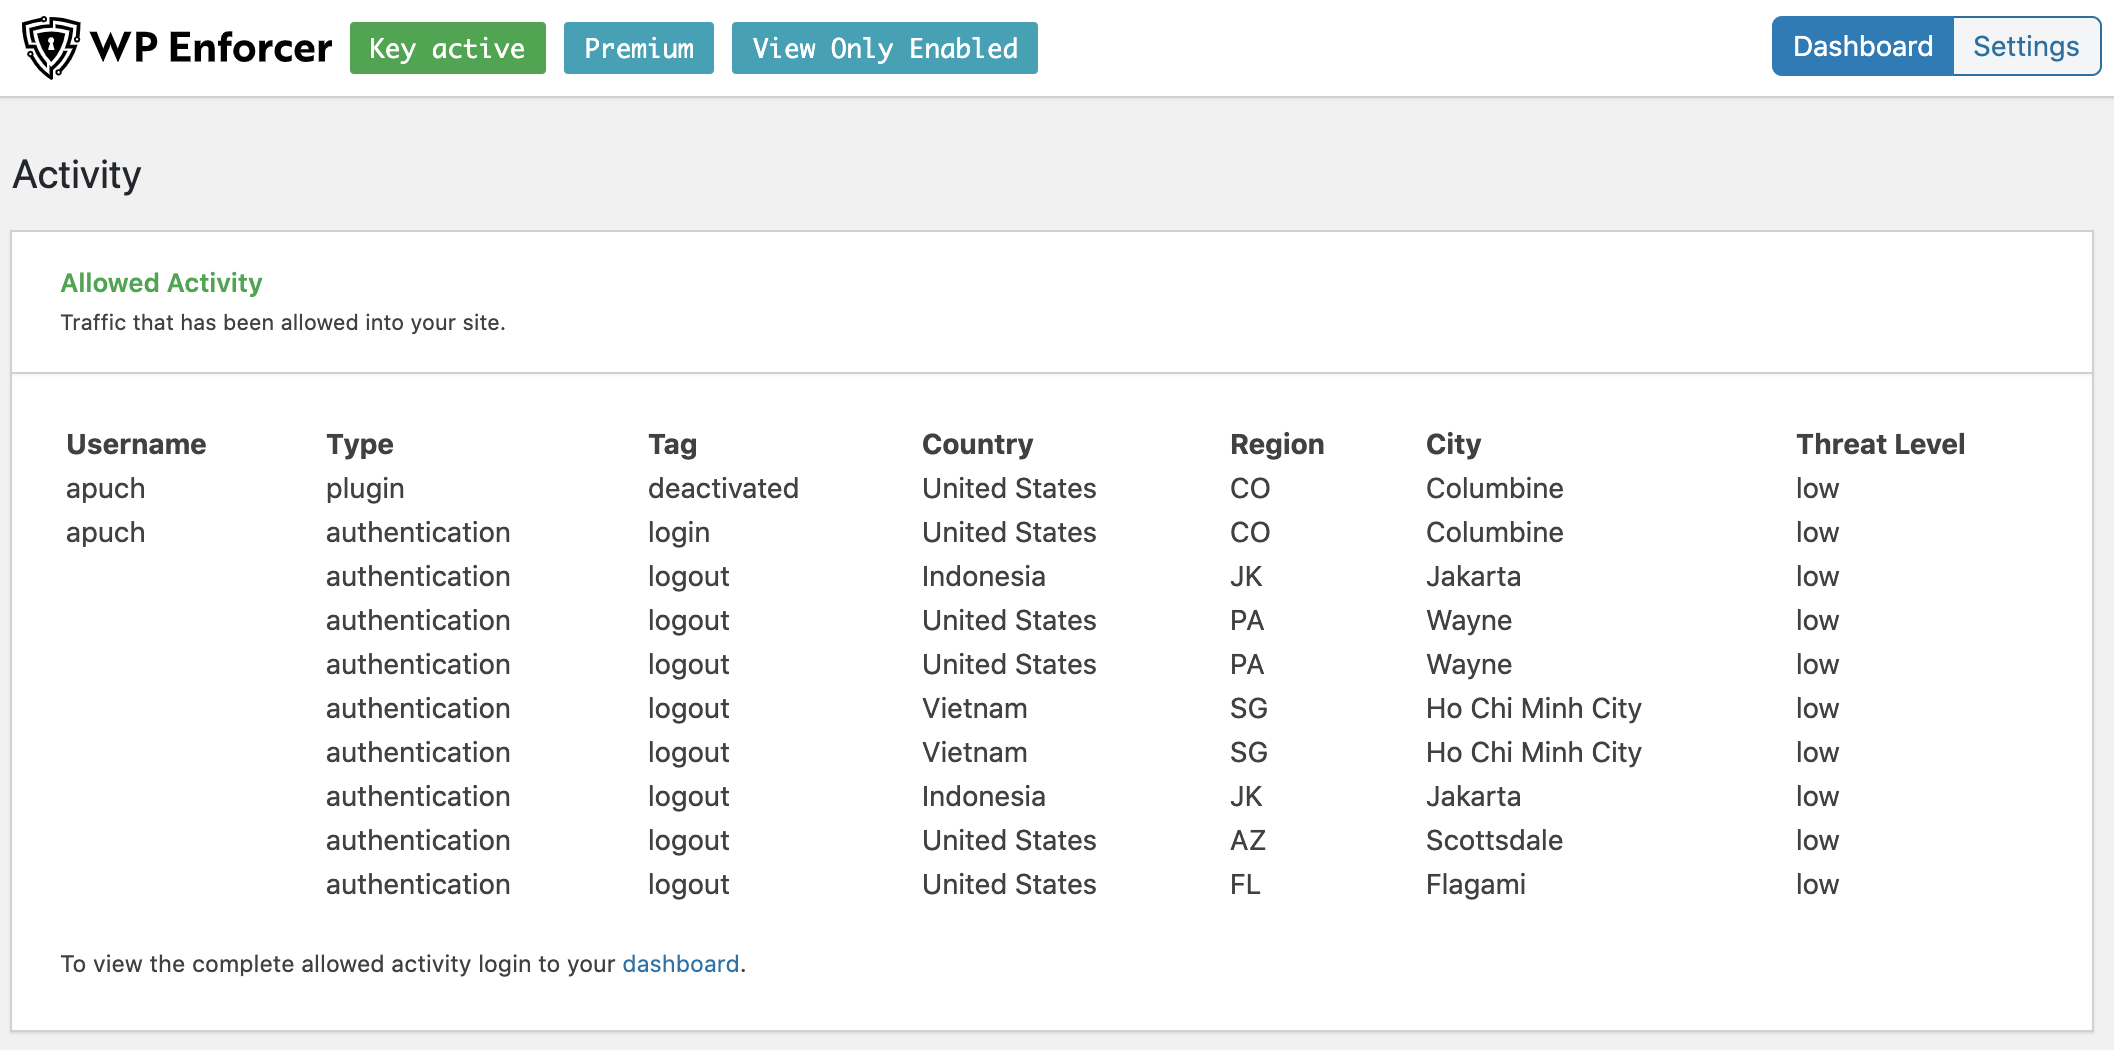 WP Enforcer Key active Premium View Only Enabled Dashboard Settings
Activity
Allowed Activity
Traffic that has been allowed into your site.
Username Type Tag Country Region City Threat Level
apuch plugin deactivated United States CO Columbine low
apuch authentication login United States CO Columbine low
authentication logout Indonesia JK Jakarta low
authentication logout United States PA Wayne low
authentication logout United States PA Wayne low
authentication logout Vietnam SG Ho Chi Minh City low
authentication logout Vietnam SG Ho Chi Minh City low
authentication logout Indonesia JK Jakarta low
authentication logout United States AZ Scottsdale low
authentication logout United States FL Flagami low
To view the complete allowed activity login to your dashboard.